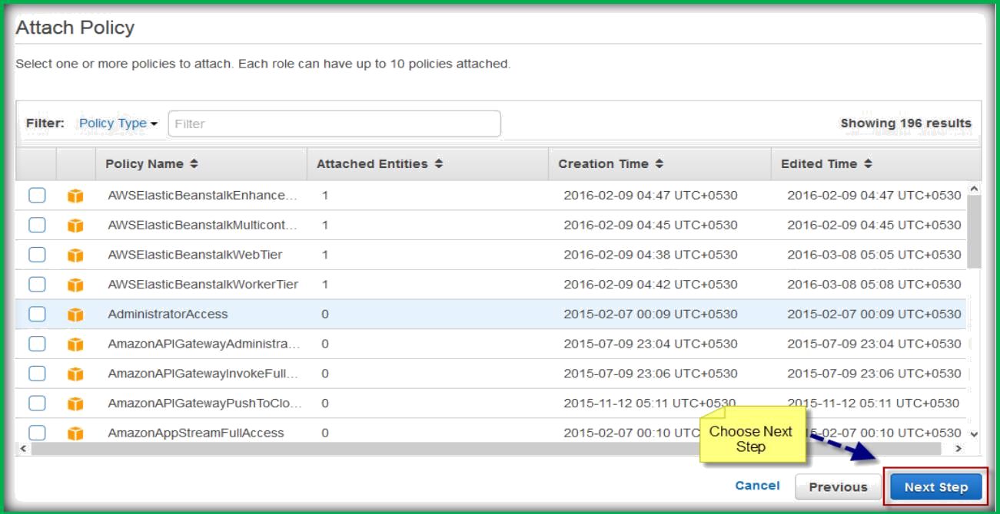 Attach Policy
Select one or more policies to attach. Each role can have up to 10 policies attached.
Filter: Policy Type Filter Showing 196 results
Policy Name Attached Entities Creation Time Edited Time
AWSElasticBeanstalkEnhance... 1 2016-02-09 04:47 UTC+0530 2016-02-09 04:47 UTC+0530
AWSElasticBeanstalkMulticont... 1 2016-02-09 04:45 UTC+0530 2016-02-09 04:45 UTC+0530
AWSElasticBeanstalkWebTier 1 2016-02-09 04:38 UTC+0530 2016-03-08 05:05 UTC+0530
AWSElasticBeanstalkWorkerTier 1 2016-02-09 04:42 UTC+0530 2016-03-08 05:08 UTC+0530
AdministratorAccess 0 2015-02-07 00:09 UTC+0530 2015-02-07 00:09 UTC+0530
AmazonAPIGatewayAdministra... 0 2015-07-09 23:04 UTC+0530 2015-07-09 23:04 UTC+0530
AmazonAPIGatewayInvokeFull... 0 2015-07-09 23:06 UTC+0530 2015-07-09 23:06 UTC+0530
AmazonAPIGatewayPushToClo... 0 2015-11-12 05:11 UTC+0530 2015-11-12 05:11 UTC+0530
AmazonAppStreamFullAccess 0 2015-02-07 00:10 UTC 15-02-07 00:10 UTC+0530
Choose Next
Step
Cancel Previous Next Step